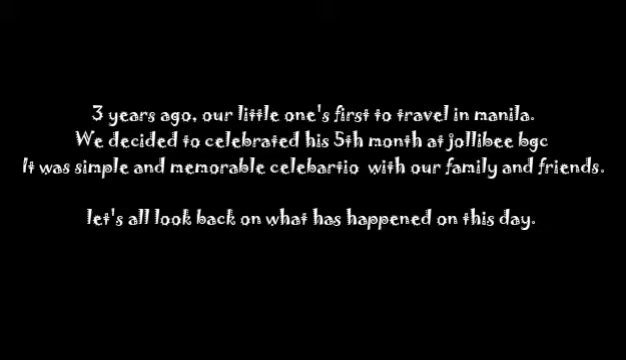 3 years ago, our little one's first to travel in manila.
We decided to celebrated his 5th month at jollibee bgc
It was simple and memorable celebartio with our family and friends.
let's all look back on what has happened on this day.